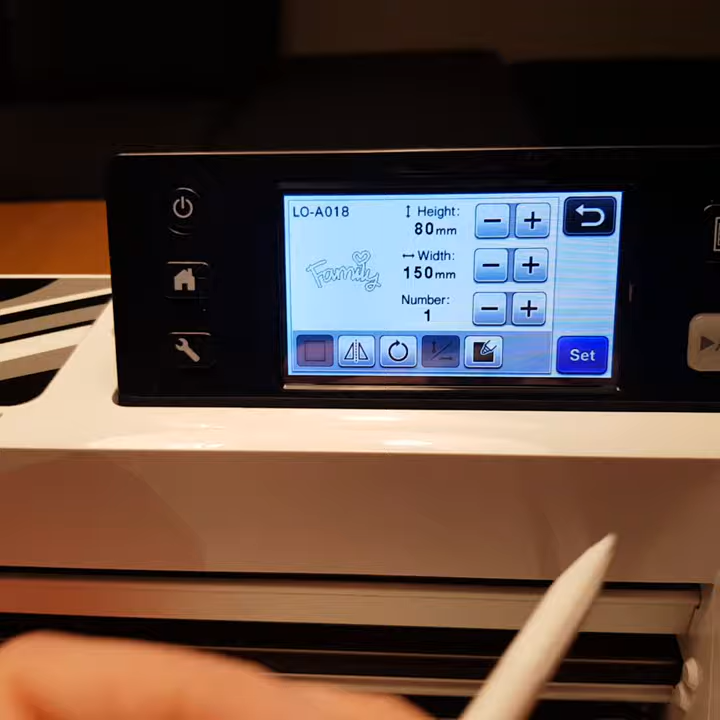 LO-A018
Height:
80mm
Family
Width:
150mm
Number:
1
Set